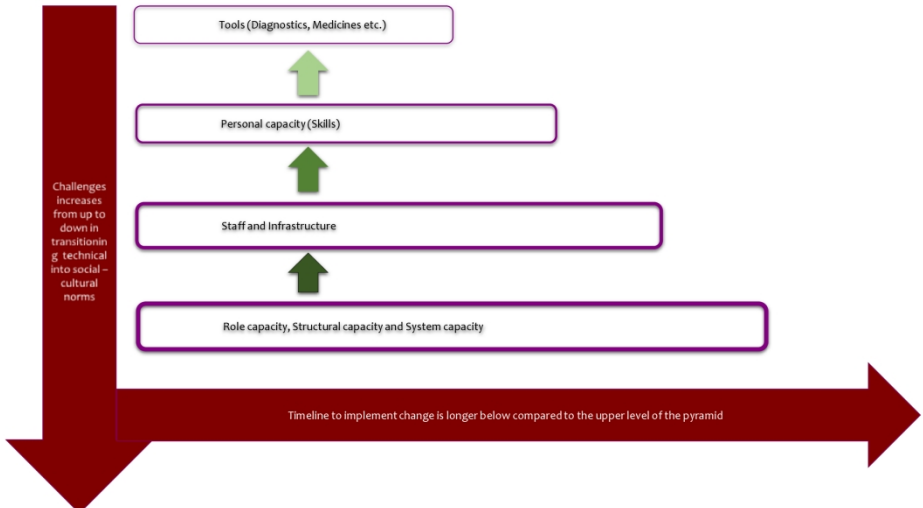 Tools (Diagnostics, Medicines etc.)
Personal capacity (Skills)
Challenges
increases
from up to
down in
transitionin
g technical
into social –
cultural
norms
Staff and Infrastructure
Role capacity, Structural capacity and System capacity
Timeline to implement change is longer below compared to the upper level of the pyramid